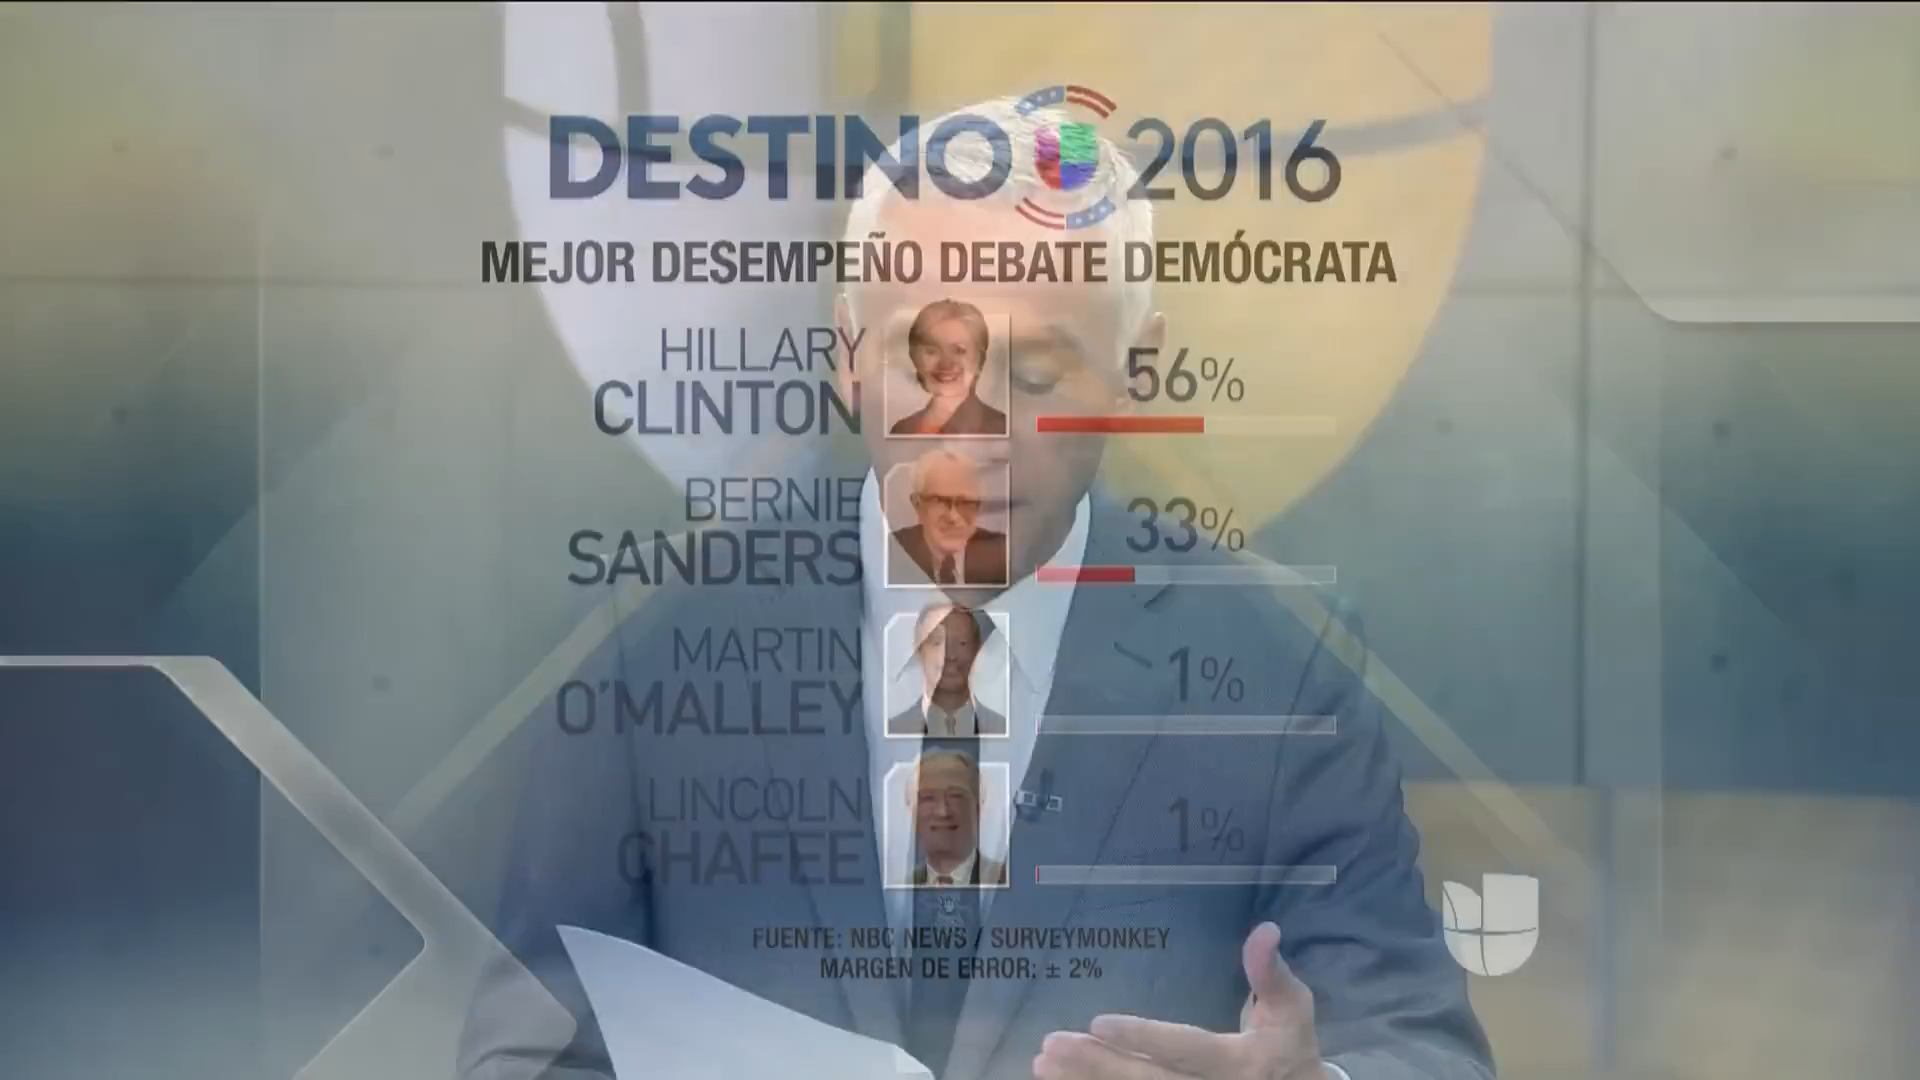 DESTINO 2016
MEJOR DESEMPEÑO DEBATE DEMÓCRATA
HILLARY
CLINTON
56%
BERNIE
SANDERS
33%
MARTIN
O'MALLEY
1%
LINCOLN
CHAFEE
1%
FUENTE: NBC NEWS / SURVEYMONKEY
MARGEN DE ERROR: ± 2%